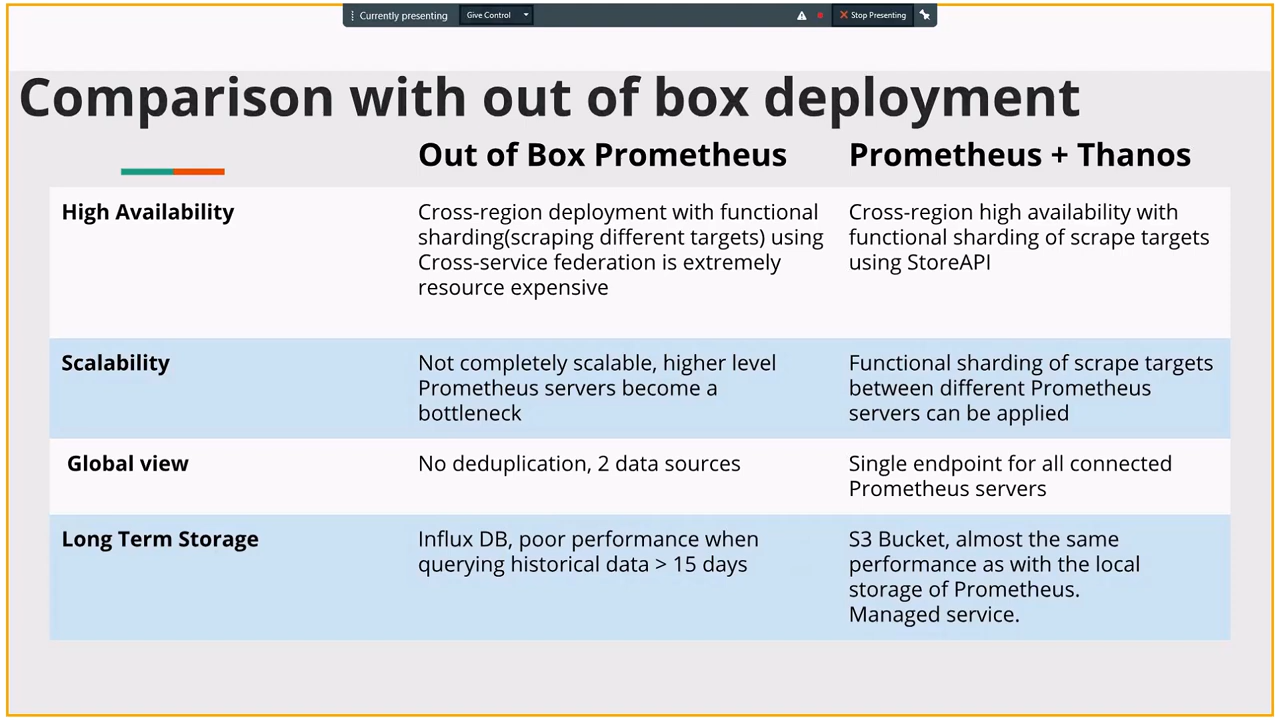 Currently presenting
Give Control
Stop Presenting
Comparison with out of box deployment
Out of Box Prometheus
Prometheus + Thanos
High Availability
Cross-region deployment with functional
sharding(scraping different targets) using
Cross-service federation is extremely
resource expensive
Cross-region high availability with
functional sharding of scrape targets
using StoreAPI
Scalability
Not completely scalable, higher level
Prometheus servers become a
bottleneck
Functional sharding of scrape targets
between different Prometheus
servers can be applied
Global view
No deduplication, 2 data sources
Single endpoint for all connected
Prometheus servers
Long Term Storage
Influx DB, poor performance when
querying historical data > 15 days
S3 Bucket, almost the same
performance as with the local
storage of Prometheus.
Managed service.